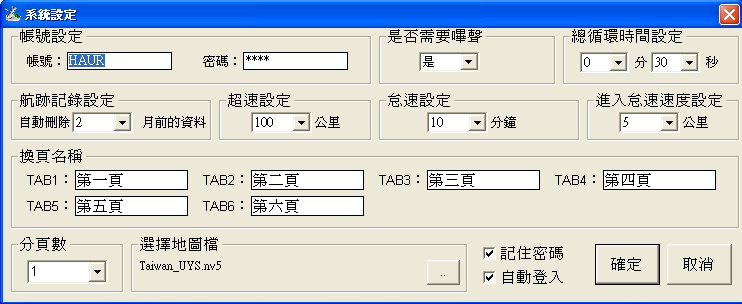 系統設定
帳號設定 是否需要嗶聲 總循環時間設定
帳號： HAUR 密碼： **** 是 0 分 30 秒
航跡記錄設定 超速設定 怠速設定 進入怠速速度設定
自動刪除 2 月前的資料 100 公里 10 分鐘 5 公里
換頁名稱
TAB1： 第一頁 TAB2： 第二頁 TAB3： 第三頁 TAB4： 第四頁
TAB5： 第五頁 TAB6： 第六頁
分頁數 選擇地圖檔
記住密碼
1 Taiwan_UYS.nv5 .. 確定 取消
自動登入